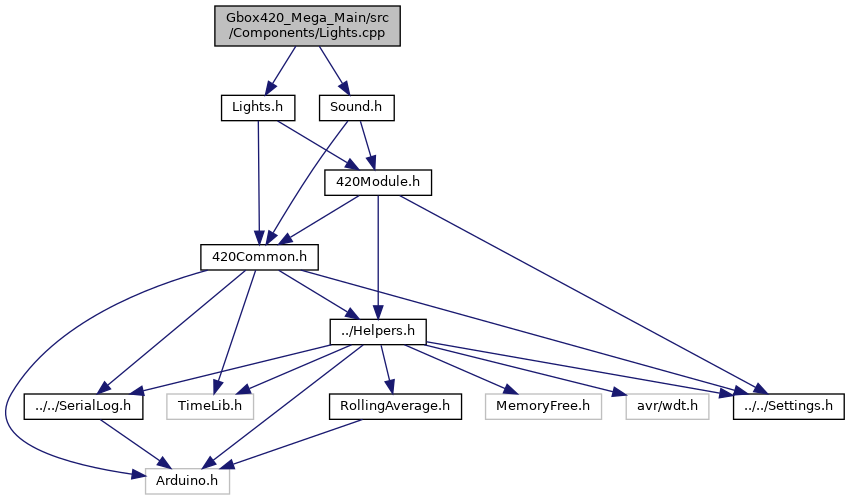 Gbox420_Mega_Main/src
/Components/Lights.cpp
Lights.h
Sound.h
420Module.h
420Common.h
../Helpers.h
../../SerialLog.h
TimeLib.h
RollingAverage.h
MemoryFree.h
avr/wdt.h
../../Settings.h
Arduino.h